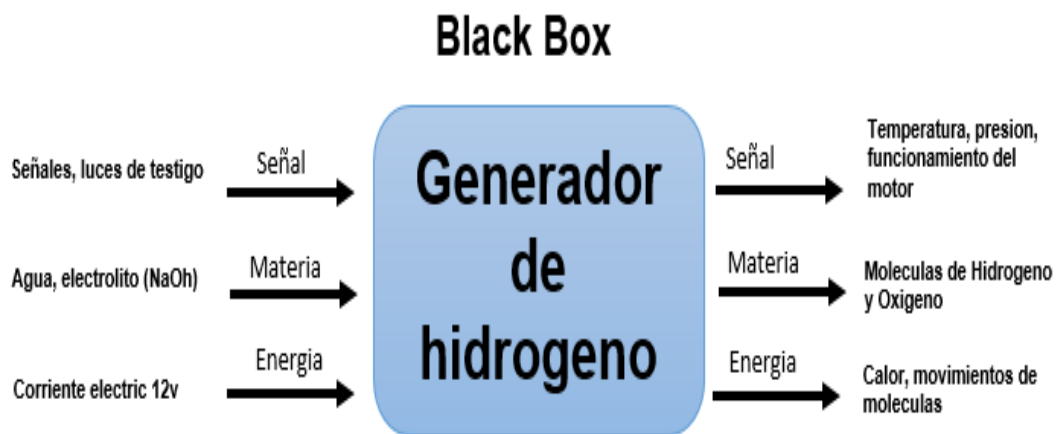 Black Box
Señales, luces de testigo
Señal
Agua, electrolito (NaOh)
Materia
Corriente electric 12v
Energia
Generador
de
hidrogeno
Señal
Temperatura, presion,
funcionamiento del
motor
Materia
Moleculas de Hidrogeno
y Oxigeno
Energia
Calor, movimientos de
moleculas